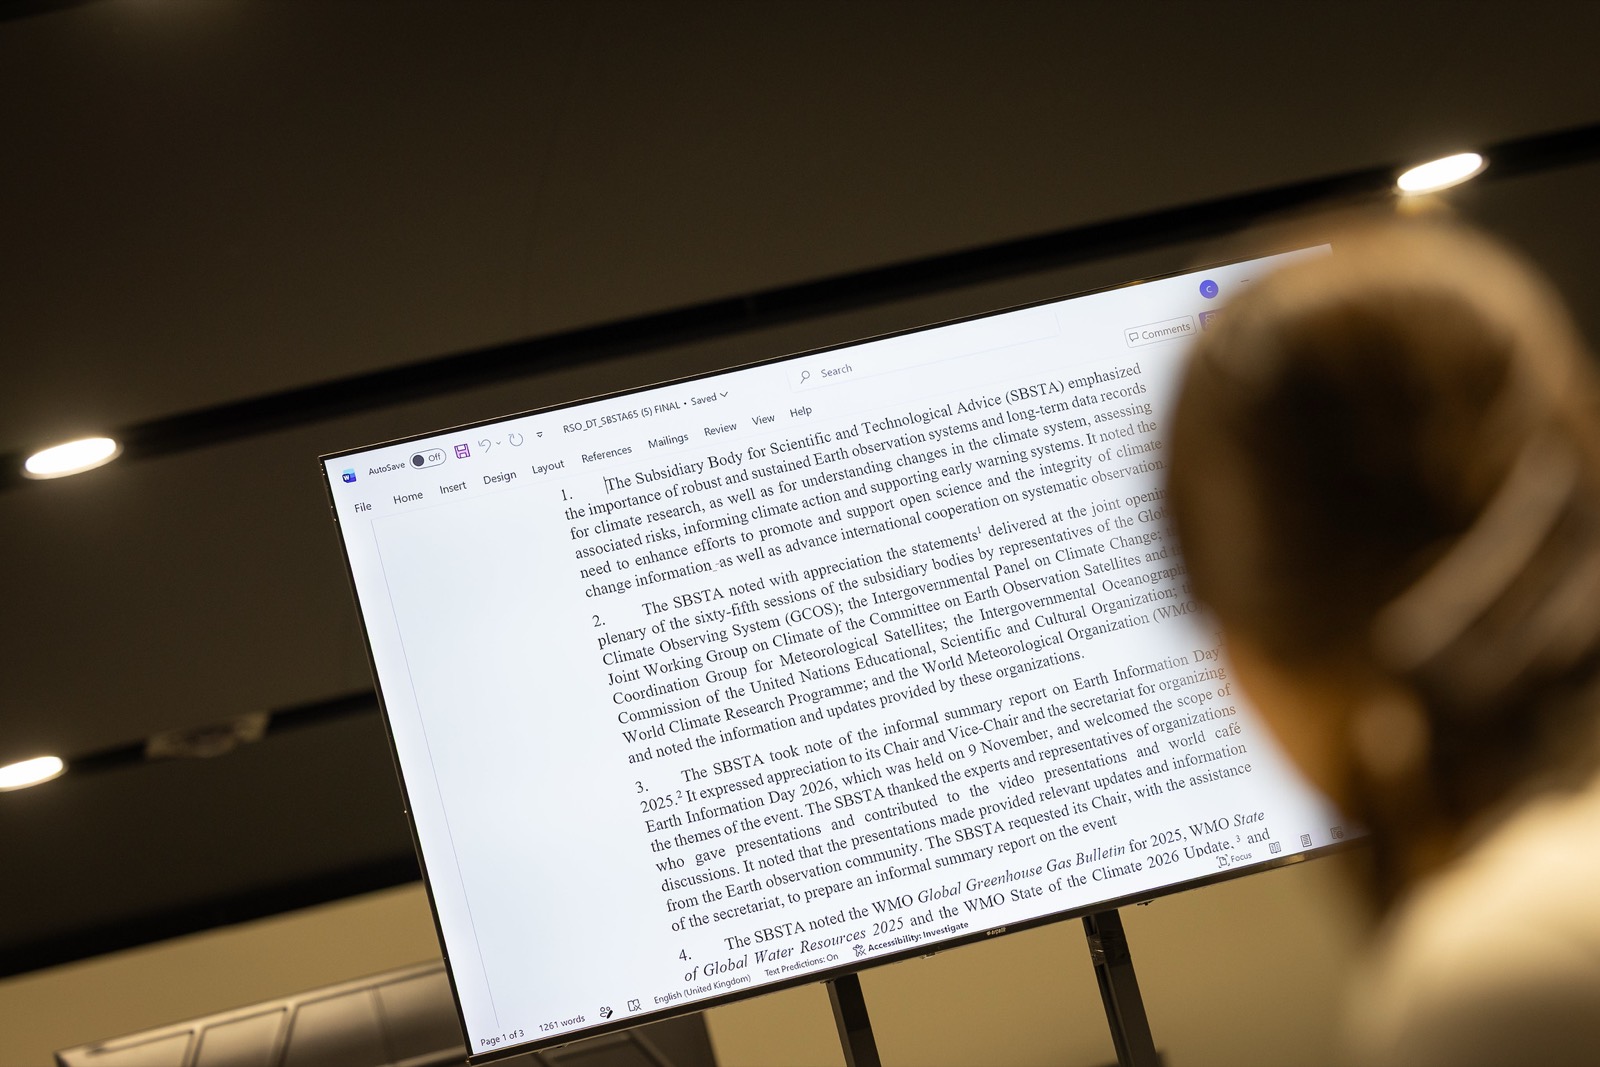 AutoSave Off RSO_DT_SBSTA65 (5) FINAL • Saved Search C
File Home Insert Design Layout References Mailings Review View Help Comments
1. The Subsidiary Body for Scientific and Technological Advice (SBSTA) emphasized
the importance of robust and sustained Earth observation systems and long-term data records
for climate research, as well as for understanding changes in the climate system, assessing
associated risks, informing climate action and supporting early warning systems. It noted the
need to enhance efforts to promote and support open science and the integrity of climate
change information as well as advance international cooperation on systematic observation.
2. The SBSTA noted with appreciation the statements1 delivered at the joint opening
plenary of the sixty-fifth sessions of the subsidiary bodies by representatives of the
Climate Observing System (GCOS); the Intergovernmental Panel on Climate Change;
Joint Working Group on Climate of the Committee on Earth Observation Satellites and
Coordination Group for Meteorological Satellites; the Intergovernmental
Commission of the United Nations Educational, Scientific and Cultural Organization;
World Climate Research Programme; and the World Meteorological Organization (WMO
and noted the information and updates provided by these organizations.
3. The SBSTA took note of the informal summary report on Earth Information Day
2025.2 It expressed appreciation to its Chair and Vice-Chair and the secretariat for organizing
Earth Information Day 2026, which was held on 9 November, and welcomed the scope of
the themes of the event. The SBSTA thanked the experts and representatives of organizations
who gave presentations and contributed to the video presentations and world café
discussions. It noted that the presentations made provided relevant updates and information
from the Earth observation community. The SBSTA requested its Chair, with the assistance
of the secretariat, to prepare an informal summary report on the event
4. The SBSTA noted the WMO Global Greenhouse Gas Bulletin for 2025, WMO State
of Global Water Resources 2025 and the WMO State of the Climate 2026 Update,3 and
Page 1 of 3 1261 words English (United Kingdom) Text Predictions: On Accessibility: Investigate Focus